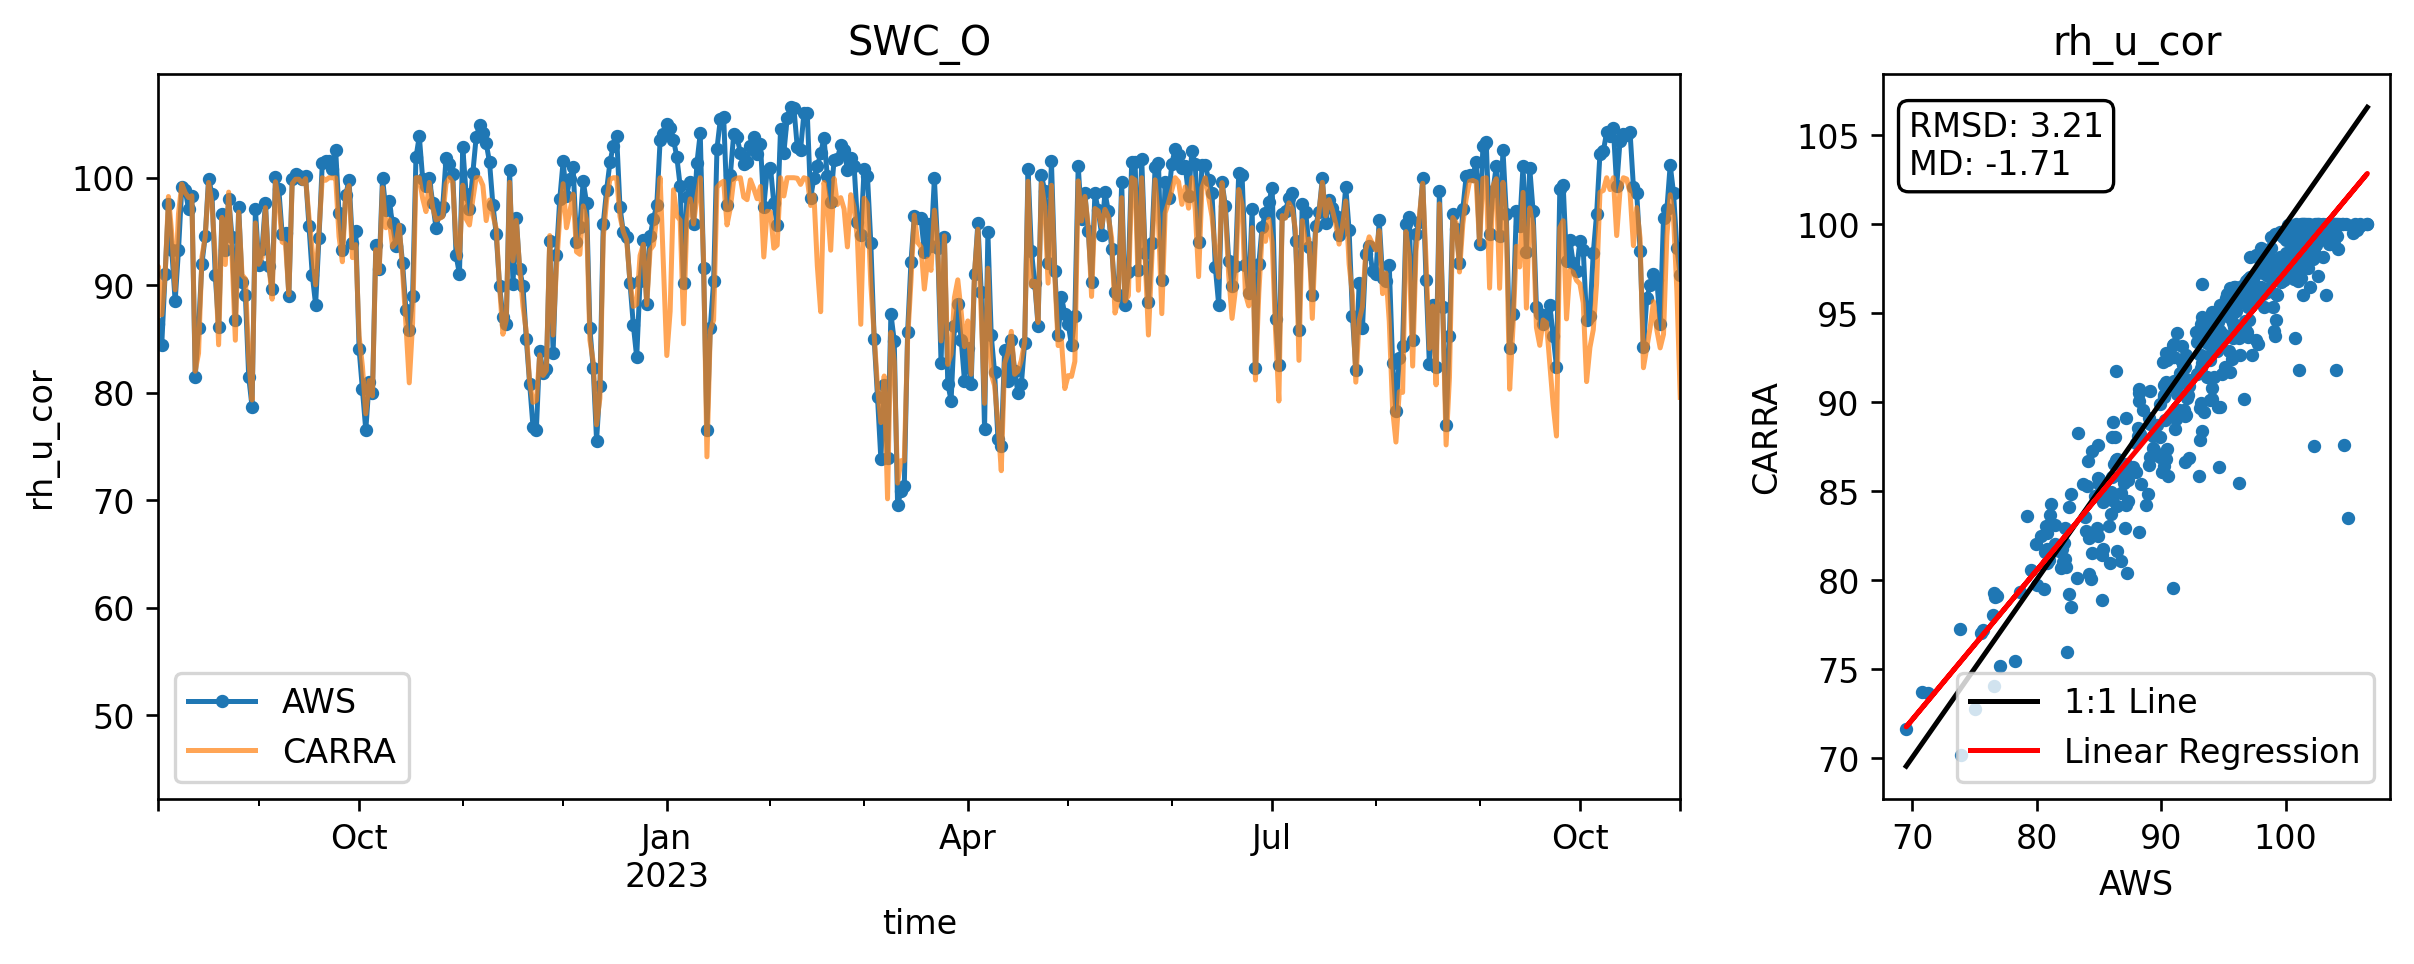 SWC_O
rh_u_cor
100
90
80
70
60
50
AWS
CARRA
Oct
Jan
2023
Apr
Jul
Oct
time
rh_u_cor
CARRA
105
100
95
90
85
80
75
70
RMSD: 3.21
MD: -1.71
1:1 Line
Linear Regression
70
80
90
100
AWS